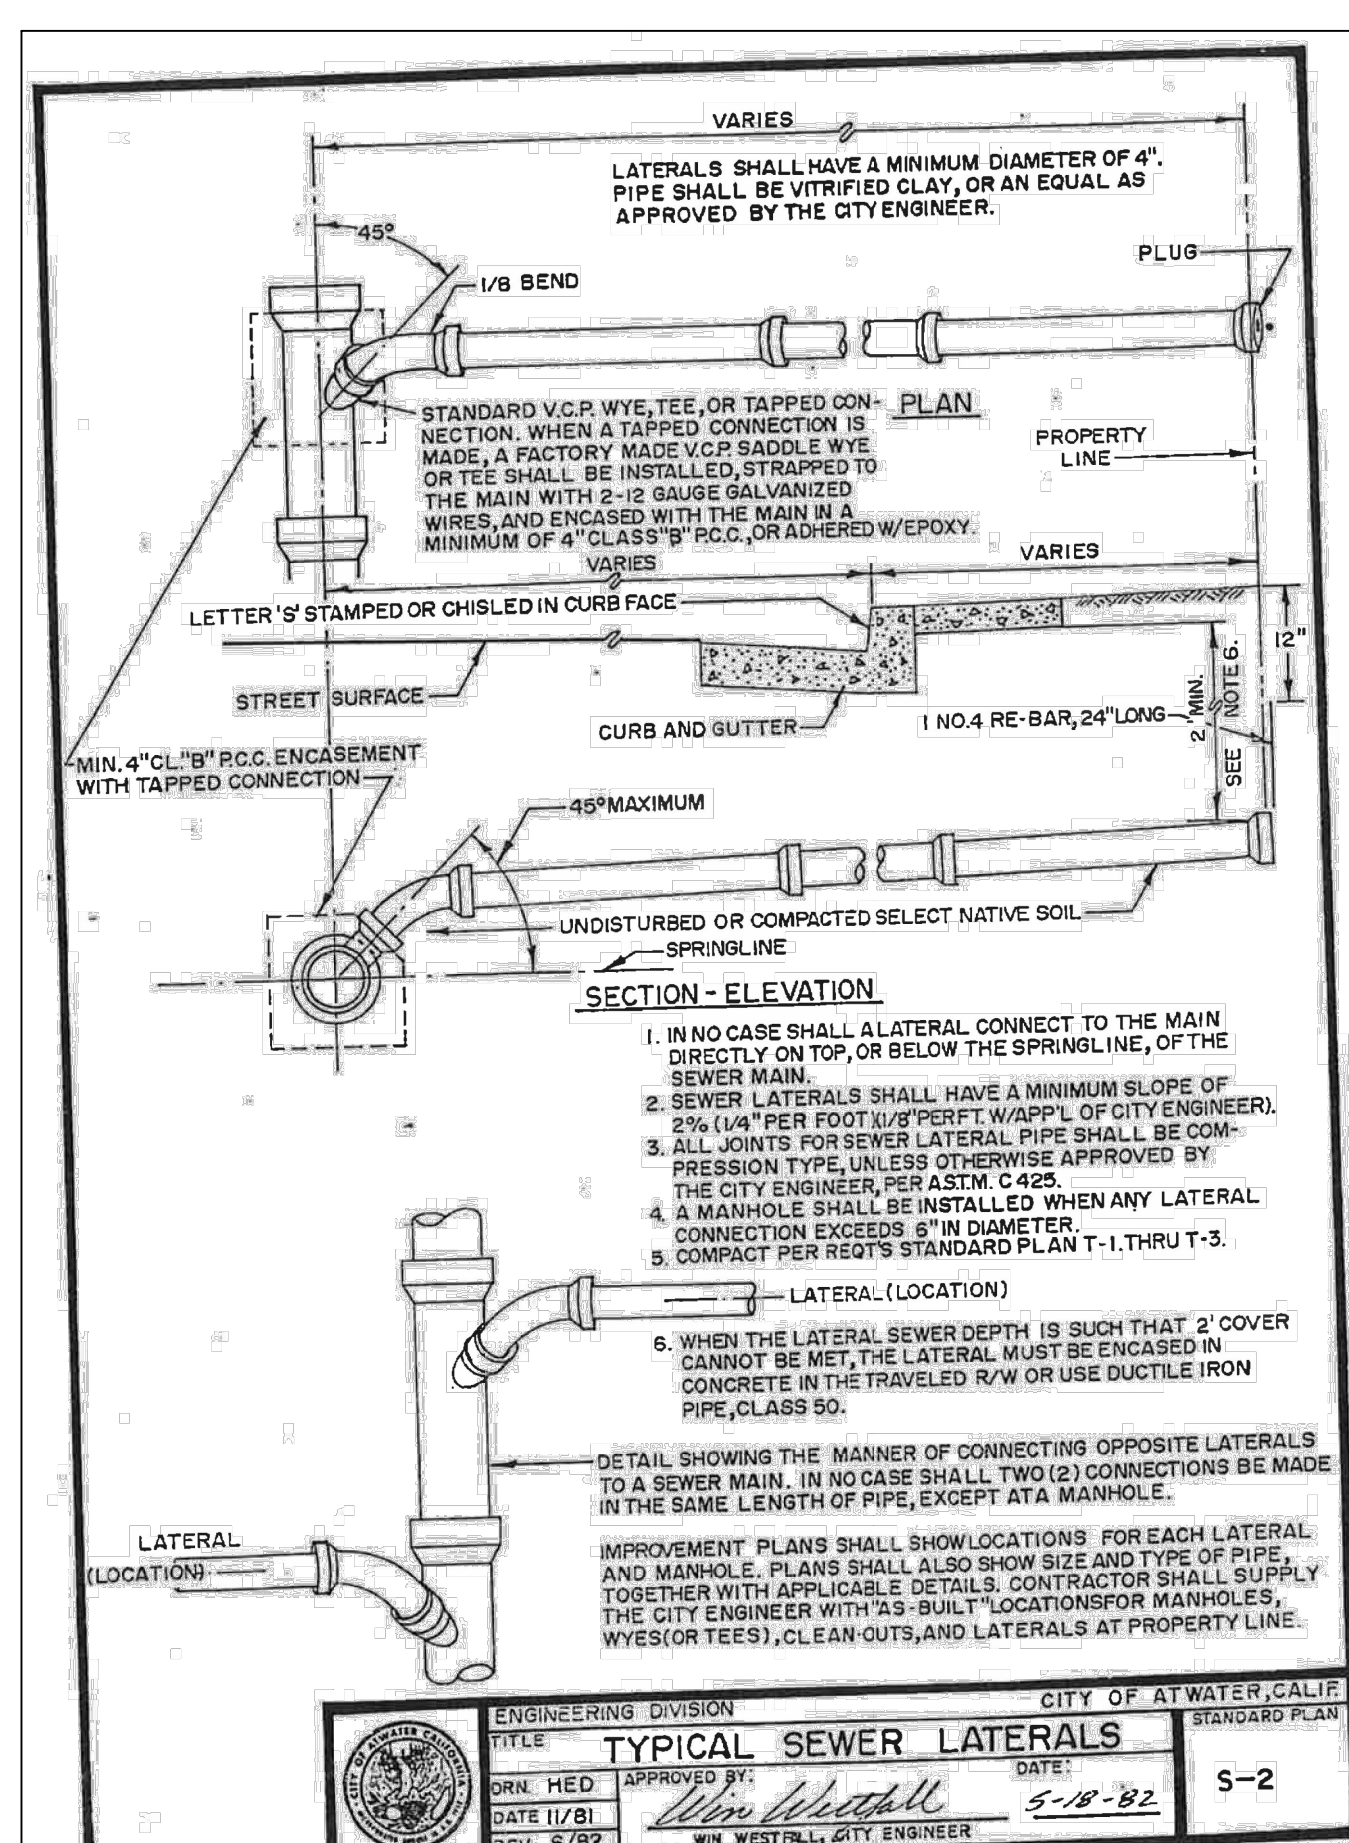 VARIES
LATERALS SHALL HAVE A MINIMUM DIAMETER OF 4".
PIPE SHALL BE VITRIFIED CLAY, OR AN EQUAL AS
APPROVED BY THE CITY ENGINEER.
45°
1/8 BEND
PLUG
STANDARD V.C.P. WYE, TEE, OR TAPPED CON-
NECTION. WHEN A TAPPED CONNECTION IS
MADE, A FACTORY MADE V.C.P. SADDLE WYE
OR TEE SHALL BE INSTALLED, STRAPPED TO
THE MAIN WITH 2-12 GAUGE GALVANIZED
WIRES, AND ENCASED WITH THE MAIN IN A
MINIMUM OF 4" CLASS "B" P.C.C., OR ADHERED W/EPOXY.
PLAN
PROPERTY
LINE
VARIES
VARIES
LETTER 'S' STAMPED OR CHISLED IN CURB FACE
12"
STREET SURFACE
CURB AND GUTTER
1 NO.4 RE-BAR, 24" LONG
2' MIN.
SEE NOTE 6.
MIN. 4" CL. "B" P.C.C. ENCASEMENT
WITH TAPPED CONNECTION
45° MAXIMUM
UNDISTURBED OR COMPACTED SELECT NATIVE SOIL
SPRINGLINE
SECTION - ELEVATION
1. IN NO CASE SHALL A LATERAL CONNECT TO THE MAIN
DIRECTLY ON TOP, OR BELOW THE SPRINGLINE, OF THE
SEWER MAIN.
2. SEWER LATERALS SHALL HAVE A MINIMUM SLOPE OF
2% (1/4" PER FOOT)(1/8" PER FT. W/APP'L OF CITY ENGINEER).
3. ALL JOINTS FOR SEWER LATERAL PIPE SHALL BE COM-
PRESSION TYPE, UNLESS OTHERWISE APPROVED BY
THE CITY ENGINEER, PER A.S.T.M. C 425.
4. A MANHOLE SHALL BE INSTALLED WHEN ANY LATERAL
CONNECTION EXCEEDS 6" IN DIAMETER.
5. COMPACT PER REQT'S STANDARD PLAN T-1. THRU T-3.
LATERAL (LOCATION)
6. WHEN THE LATERAL SEWER DEPTH IS SUCH THAT 2' COVER
CANNOT BE MET, THE LATERAL MUST BE ENCASED IN
CONCRETE IN THE TRAVELED R/W OR USE DUCTILE IRON
PIPE, CLASS 50.
DETAIL SHOWING THE MANNER OF CONNECTING OPPOSITE LATERALS
TO A SEWER MAIN. IN NO CASE SHALL TWO (2) CONNECTIONS BE MADE
IN THE SAME LENGTH OF PIPE, EXCEPT AT A MANHOLE.
LATERAL
(LOCATION)
IMPROVEMENT PLANS SHALL SHOW LOCATIONS FOR EACH LATERAL
AND MANHOLE. PLANS SHALL ALSO SHOW SIZE AND TYPE OF PIPE,
TOGETHER WITH APPLICABLE DETAILS. CONTRACTOR SHALL SUPPLY
THE CITY ENGINEER WITH "AS-BUILT" LOCATIONS FOR MANHOLES,
WYES (OR TEES), CLEAN-OUTS, AND LATERALS AT PROPERTY LINE.
ENGINEERING DIVISION
CITY OF ATWATER, CALIF.
TITLE
TYPICAL SEWER LATERALS
STANDARD PLAN
S-2
DRN. HED
DATE 11/81
REV. 5/82
APPROVED BY:
Win Westfall
WIN WESTFALL, CITY ENGINEER
DATE:
5-18-82
CITY OF ATWATER CALIFORNIA